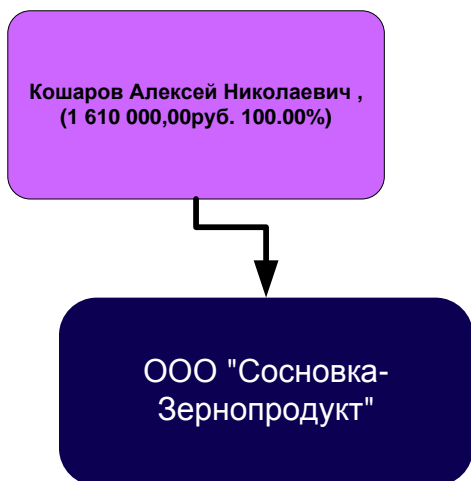 Кошаров Алексей Николаевич ,
(1 610 000,00руб. 100.00%)
ООО "Сосновка-
Зернопродукт"